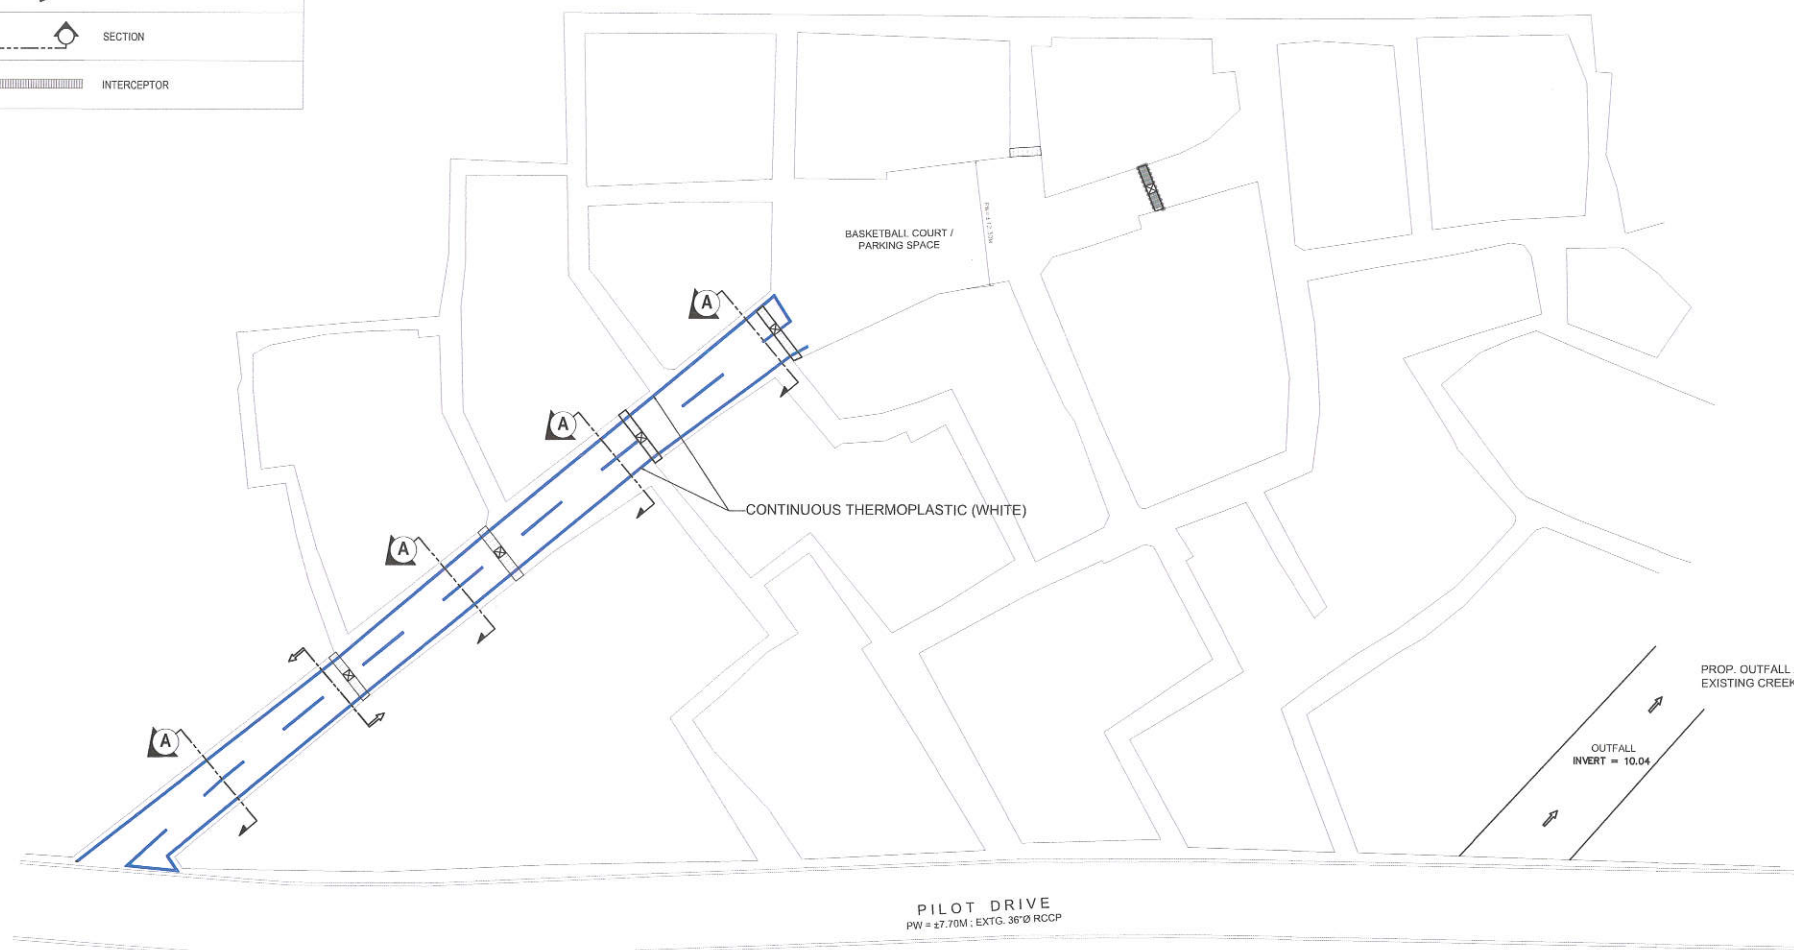 SECTION
INTERCEPTOR
BASKETBALL COURT /
PARKING SPACE
A
A
CONTINUOUS THERMOPLASTIC (WHITE)
A
A
PROP. OUTFALL
EXISTING CREEK
OUTFALL
INVERT = 10.04
PILOT DRIVE
PW = ±7.70M ; EXTG. 36"Ø RCCP